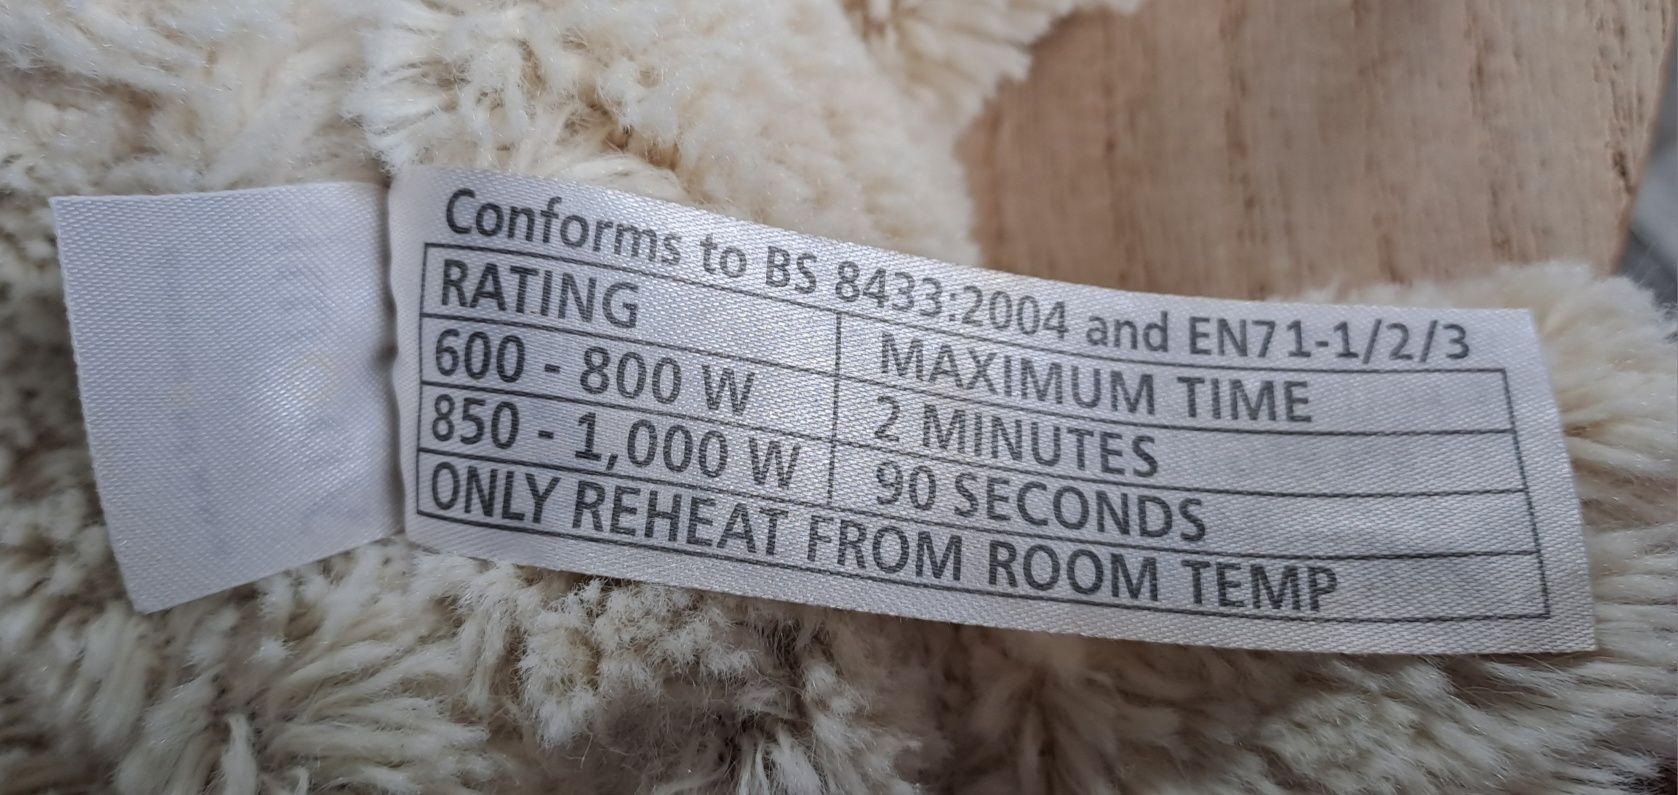 Conforms to BS 8433:2004 and EN71-1/2/3
RATING MAXIMUM TIME
600 - 800 W 2 MINUTES
850 - 1,000 W 90 SECONDS
ONLY REHEAT FROM ROOM TEMP